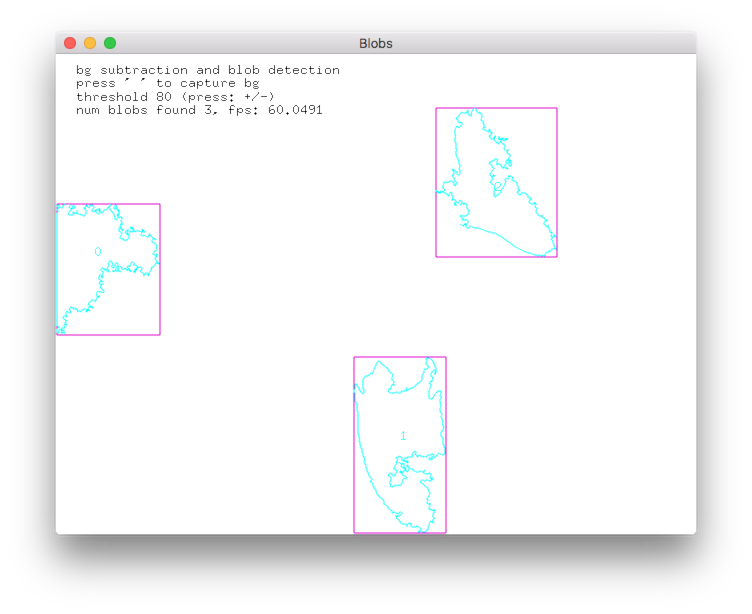 Blobs
bg subtraction and blob detection
press ' ' to capture bg
threshold 80 (press: +/-)
num blobs found 3, fps: 60.0491
0
1